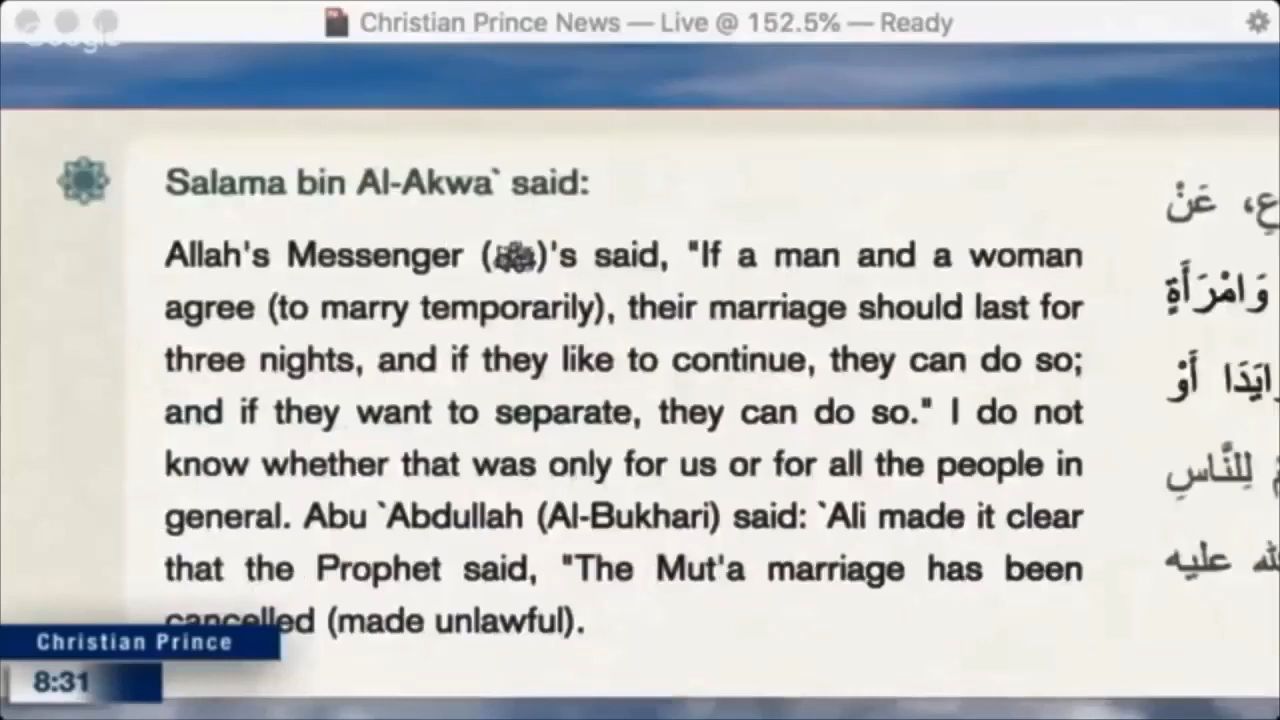 Christian Prince News — Live @ 152.5% — Ready
Google
Salama bin Al-Akwa` said:
Allah's Messenger (ﷺ)'s said, "If a man and a woman
agree (to marry temporarily), their marriage should last for
three nights, and if they like to continue, they can do so;
and if they want to separate, they can do so." I do not
know whether that was only for us or for all the people in
general. Abu `Abdullah (Al-Bukhari) said: `Ali made it clear
that the Prophet said, "The Mut'a marriage has been
cancelled (made unlawful).
عَنْ
وَامْرَأَةٍ
أَوْ
لِلنَّاسِ
عليه
Christian Prince
8:31